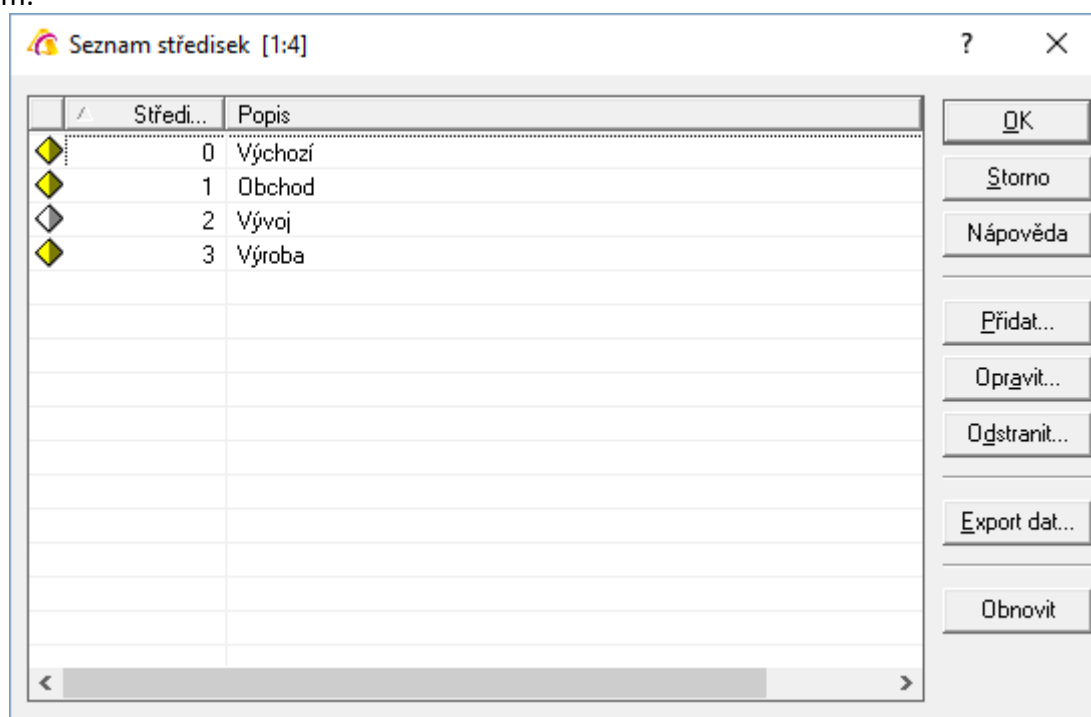 m.
Seznam středisek [1:4]
?
Středi... Popis
0 Výchozí
1 Obchod
2 Vývoj
3 Výroba
OK
Storno
Nápověda
Přidat...
Opravit...
Odstranit...
Export dat...
Obnovit